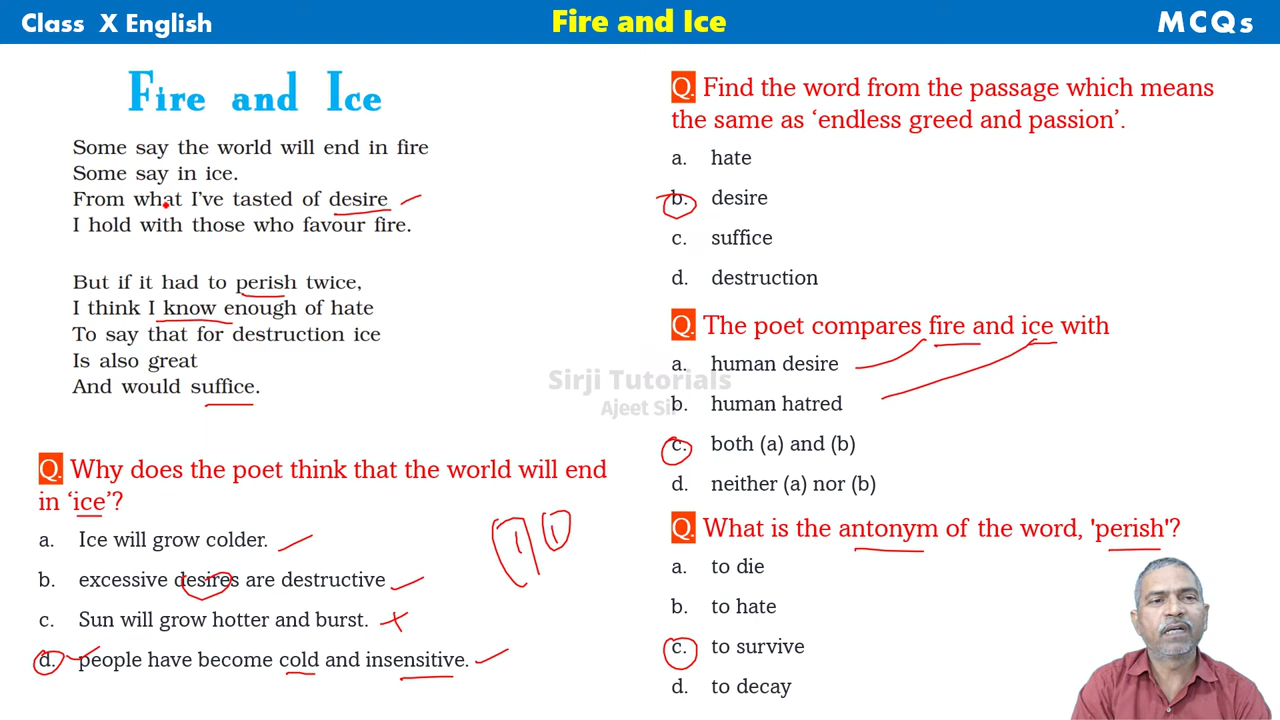 Class X English
Fire and Ice
MCQs
Fire and Ice
Some say the world will end in fire
Some say in ice.
From what I've tasted of desire
I hold with those who favour fire.
But if it had to perish twice,
I think I know enough of hate
To say that for destruction ice
Is also great
And would suffice.
Q. Why does the poet think that the world will end
in ‘ice’?
a. Ice will grow colder.
b. excessive desires are destructive
c. Sun will grow hotter and burst.
d. people have become cold and insensitive.
Q. Find the word from the passage which means
the same as ‘endless greed and passion’.
a. hate
b. desire
c. suffice
d. destruction
Q. The poet compares fire and ice with
a. human desire
b. human hatred
c. both (a) and (b)
d. neither (a) nor (b)
Q. What is the antonym of the word, 'perish'?
a. to die
b. to hate
c. to survive
d. to decay
Sirji Tutorials
Ajeet Sir